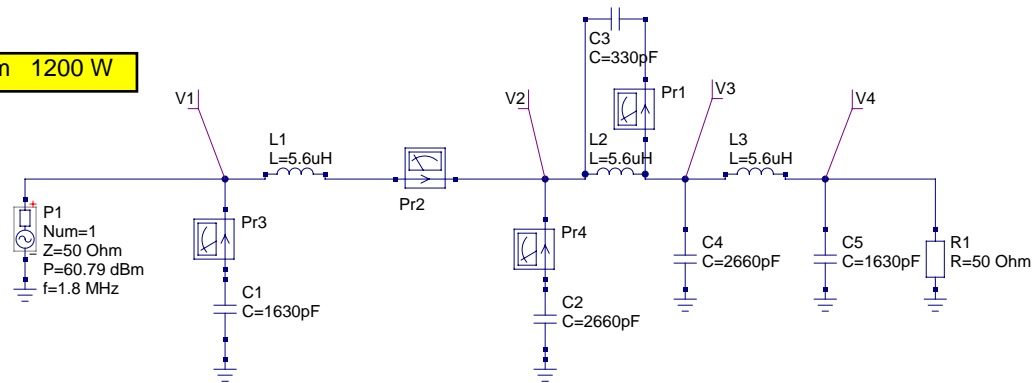 1200 W
C3
C=330pF
Pr1
V1
V2
V3
V4
L1
L=5.6uH
L2
L=5.6uH
L3
L=5.6uH
Pr2
P1
Num=1
Z=50 Ohm
P=60.79 dBm
f=1.8 MHz
Pr3
C1
C=1630pF
Pr4
C2
C=2660pF
C4
C=2660pF
C5
C=1630pF
R1
R=50 Ohm